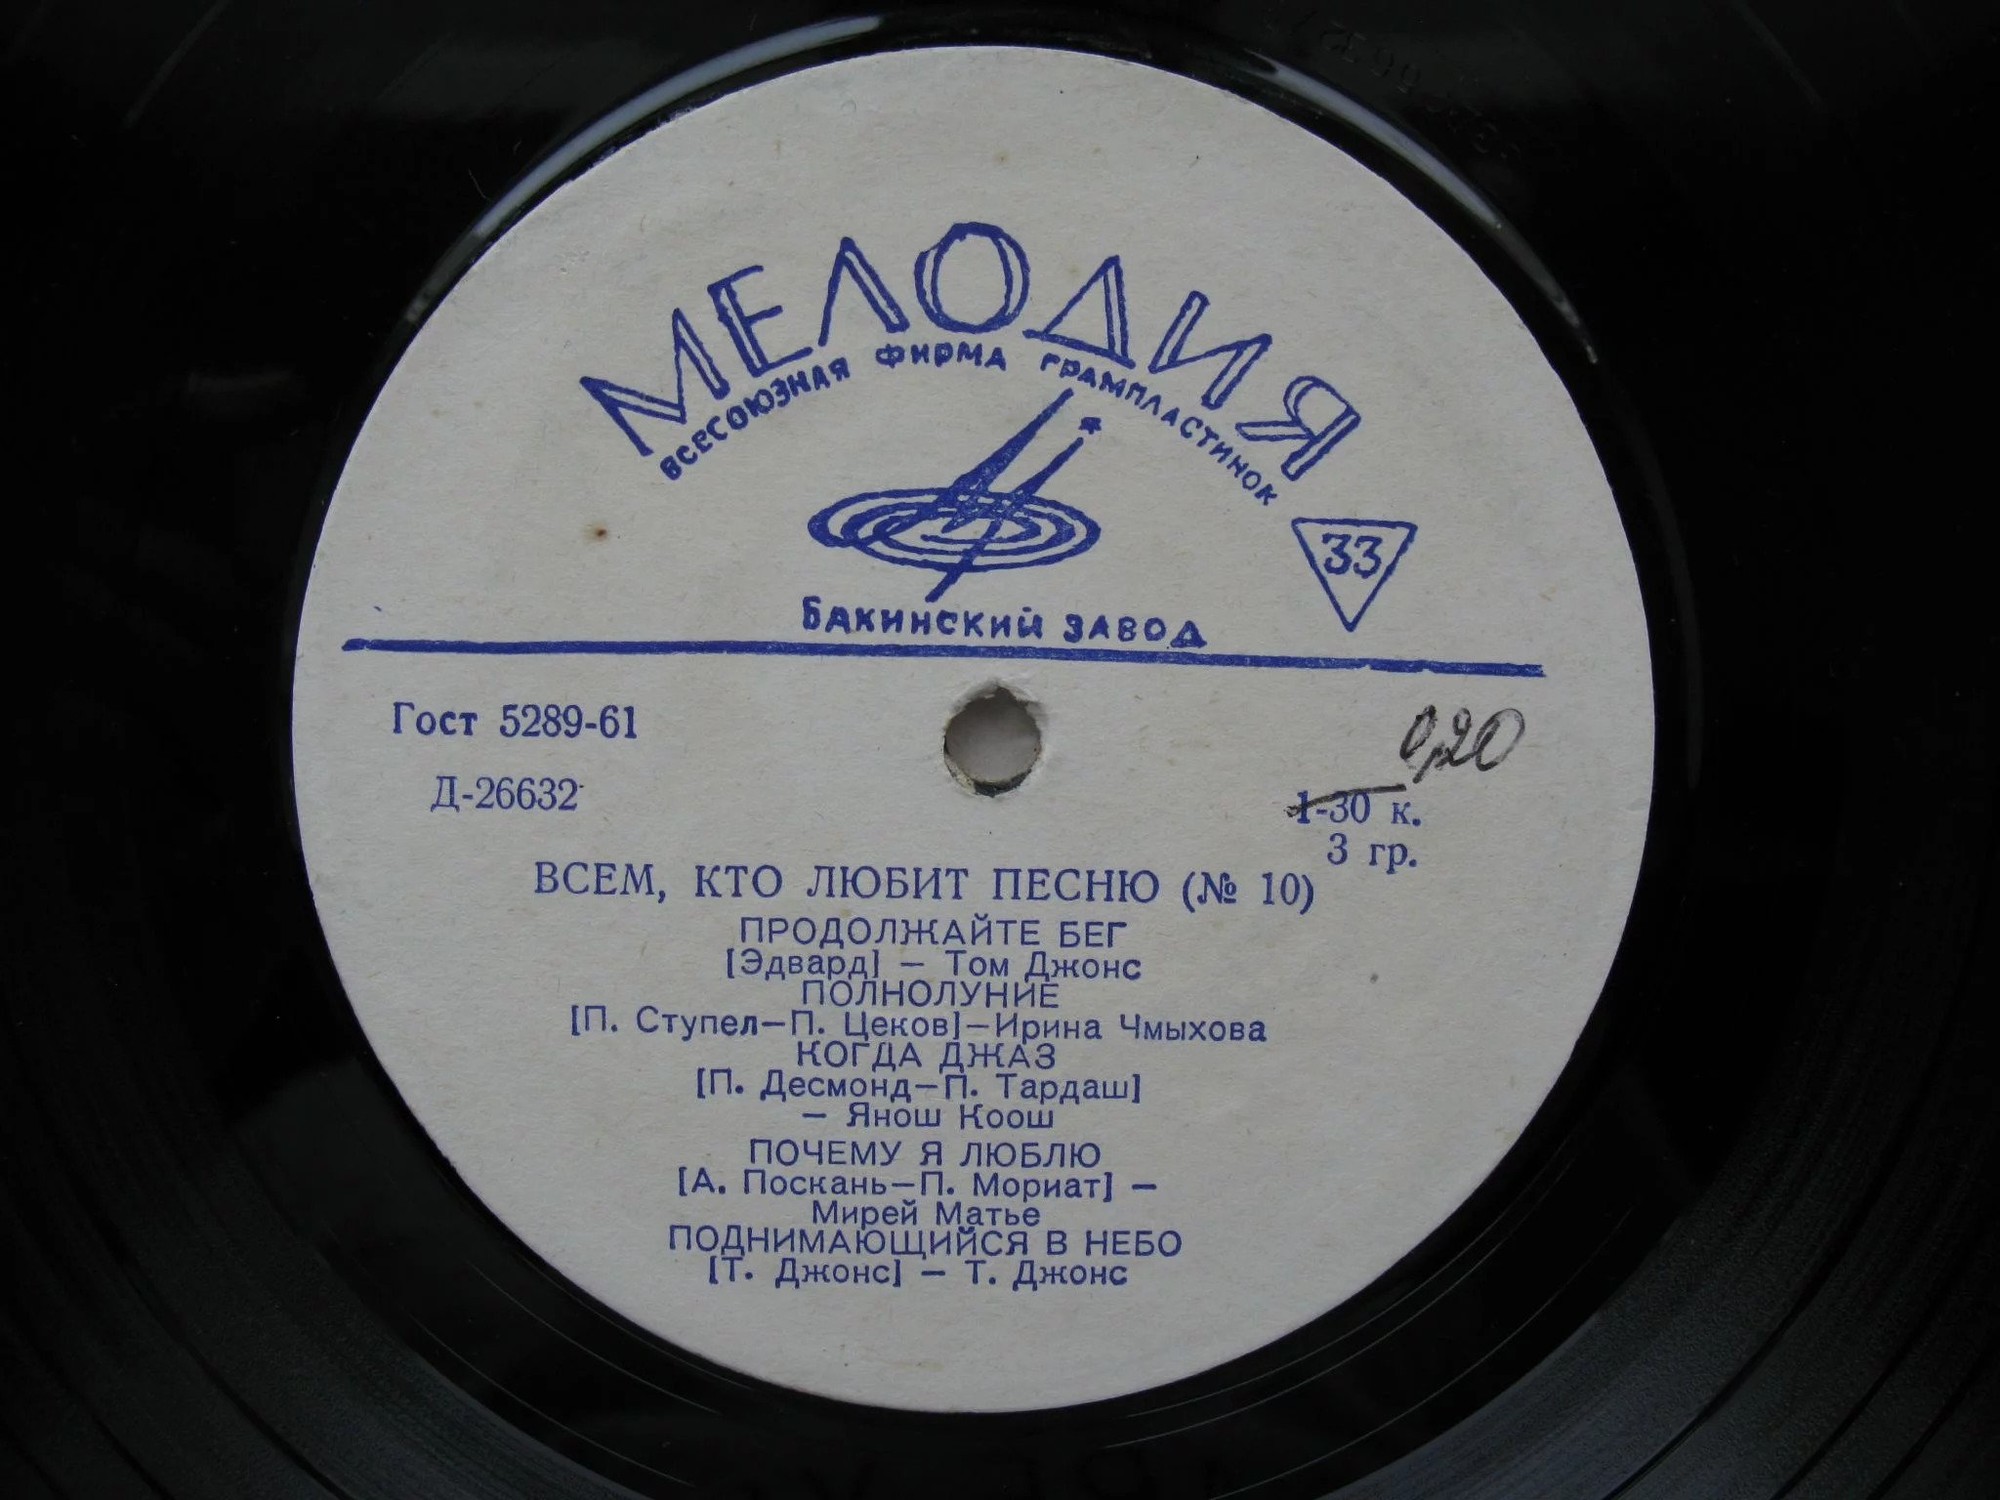 МЕЛОДИЯ
ВСЕСОЮЗНАЯ ФИРМА ГРАМПЛАСТИНОК
33
БАКИНСКИЙ ЗАВОД
Гост 5289-61
0,20
Д-26632
1-30 к.
3 гр.
ВСЕМ, КТО ЛЮБИТ ПЕСНЮ (№ 10)
ПРОДОЛЖАЙТЕ БЕГ
[Эдвард] — Том Джонс
ПОЛНОЛУНИЕ
[П. Ступел—П. Цеков]—Ирина Чмыхова
КОГДА ДЖАЗ
[П. Десмонд—П. Тардаш]
— Янош Коош
ПОЧЕМУ Я ЛЮБЛЮ
[А. Поскань—П. Мориат] —
Мирей Матье
ПОДНИМАЮЩИЙСЯ В НЕБО
[Т. Джонс] — Т. Джонс